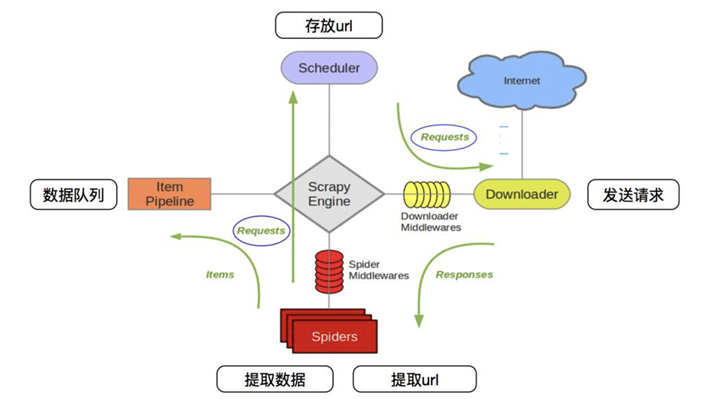 存放url
Scheduler
Internet
Requests
数据队列
Item
Pipeline
Scrapy
Engine
Downloader
发送请求
Downloader
Middlewares
Requests
Spider
Middlewares
Items
Responses
Spiders
提取数据
提取url